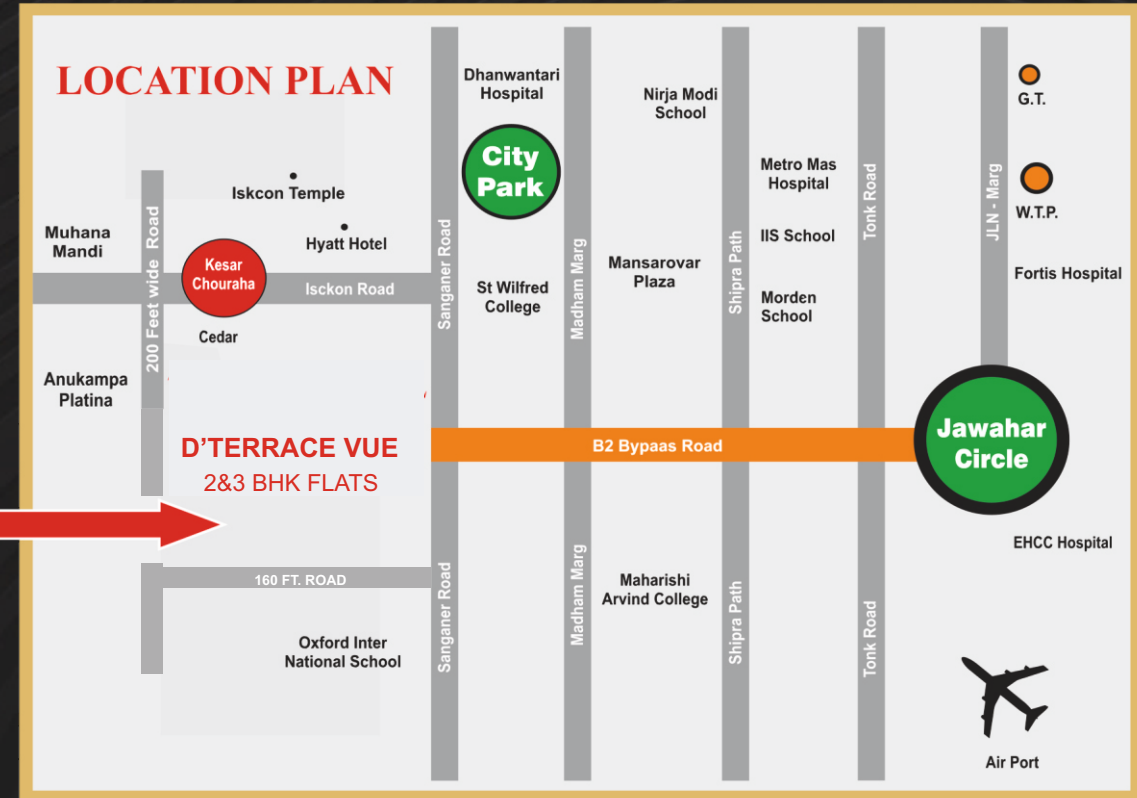 LOCATION PLAN
Dhanwantari
Hospital
City
Park
Nirja Modi
School
G.T.
Metro Mas
Hospital
W.T.P.
Iskcon Temple
Muhana
Mandi
Hyatt Hotel
IIS School
Kesar
Chouraha
Isckon Road
St Wilfred
College
Mansarovar
Plaza
Morden
School
Fortis Hospital
200 Feet wide Road
Sanganer Road
Madham Marg
Shipra Path
Tonk Road
JLN - Marg
Cedar
Anukampa
Platina
D'TERRACE VUE
2&3 BHK FLATS
B2 Bypaas Road
Jawahar
Circle
EHCC Hospital
160 FT. ROAD
Maharishi
Arvind College
Sanganer Road
Madham Marg
Shipra Path
Tonk Road
Oxford Inter
National School
Air Port